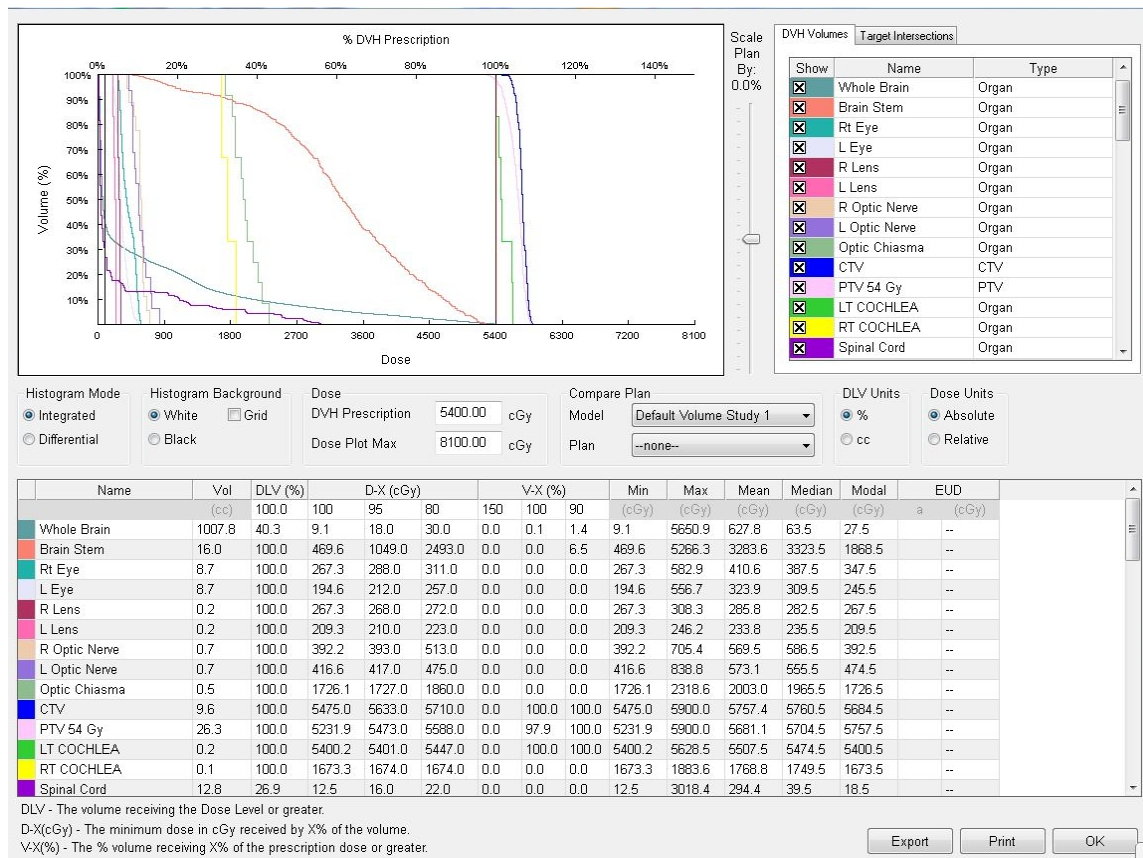 % DVH Prescription
0% 20% 40% 60% 80% 100% 120% 140%
100%
90%
80%
70%
60%
50%
40%
30%
20%
10%
Volume (%)
0 900 1800 2700 3600 4500 5400 6300 7200 8100
Dose
Scale
Plan
By:
0.0%
DVH Volumes Target Intersections
Show Name Type
Whole Brain Organ
Brain Stem Organ
Rt Eye Organ
L Eye Organ
R Lens Organ
L Lens Organ
R Optic Nerve Organ
L Optic Nerve Organ
Optic Chiasma Organ
CTV CTV
PTV 54 Gy PTV
LT COCHLEA Organ
RT COCHLEA Organ
Spinal Cord Organ
Histogram Mode Histogram Background Dose Compare Plan DLV Units Dose Units
Integrated White Grid DVH Prescription 5400.00 cGy Model Default Volume Study 1 % Absolute
Differential Black Dose Plot Max 8100.00 cGy Plan --none-- cc Relative
Name Vol DLV (%) D-X (cGy) V-X (%) Min Max Mean Median Modal EUD
(cc) 100.0 100 95 80 150 100 90 (cGy) (cGy) (cGy) (cGy) (cGy) a (cGy)
Whole Brain 1007.8 40.3 9.1 18.0 30.0 0.0 0.1 1.4 9.1 5650.9 627.8 63.5 27.5 --
Brain Stem 16.0 100.0 469.6 1049.0 2493.0 0.0 0.0 6.5 469.6 5266.3 3283.6 3323.5 1868.5 --
Rt Eye 8.7 100.0 267.3 288.0 311.0 0.0 0.0 0.0 267.3 582.9 410.6 387.5 347.5 --
L Eye 8.7 100.0 194.6 212.0 257.0 0.0 0.0 0.0 194.6 556.7 323.9 309.5 245.5 --
R Lens 0.2 100.0 267.3 268.0 272.0 0.0 0.0 0.0 267.3 308.3 285.8 282.5 267.5 --
L Lens 0.2 100.0 209.3 210.0 223.0 0.0 0.0 0.0 209.3 246.2 233.8 235.5 209.5 --
R Optic Nerve 0.7 100.0 392.2 393.0 513.0 0.0 0.0 0.0 392.2 705.4 569.5 586.5 392.5 --
L Optic Nerve 0.7 100.0 416.6 417.0 475.0 0.0 0.0 0.0 416.6 838.8 573.1 555.5 474.5 --
Optic Chiasma 0.5 100.0 1726.1 1727.0 1860.0 0.0 0.0 0.0 1726.1 2318.6 2003.0 1965.5 1726.5 --
CTV 9.6 100.0 5475.0 5633.0 5710.0 0.0 100.0 100.0 5475.0 5900.0 5757.4 5760.5 5684.5 --
PTV 54 Gy 26.3 100.0 5231.9 5473.0 5588.0 0.0 97.9 100.0 5231.9 5900.0 5681.1 5704.5 5757.5 --
LT COCHLEA 0.2 100.0 5400.2 5401.0 5447.0 0.0 100.0 100.0 5400.2 5628.5 5507.5 5474.5 5400.5 --
RT COCHLEA 0.1 100.0 1673.3 1674.0 1674.0 0.0 0.0 0.0 1673.3 1883.6 1768.8 1749.5 1673.5 --
Spinal Cord 12.8 26.9 12.5 16.0 22.0 0.0 0.0 0.0 12.5 3018.4 294.4 39.5 18.5 --
DLV - The volume receiving the Dose Level or greater.
D-X(cGy) - The minimum dose in cGy received by X% of the volume.
V-X(%) - The % volume receiving X% of the prescription dose or greater.
Export Print OK